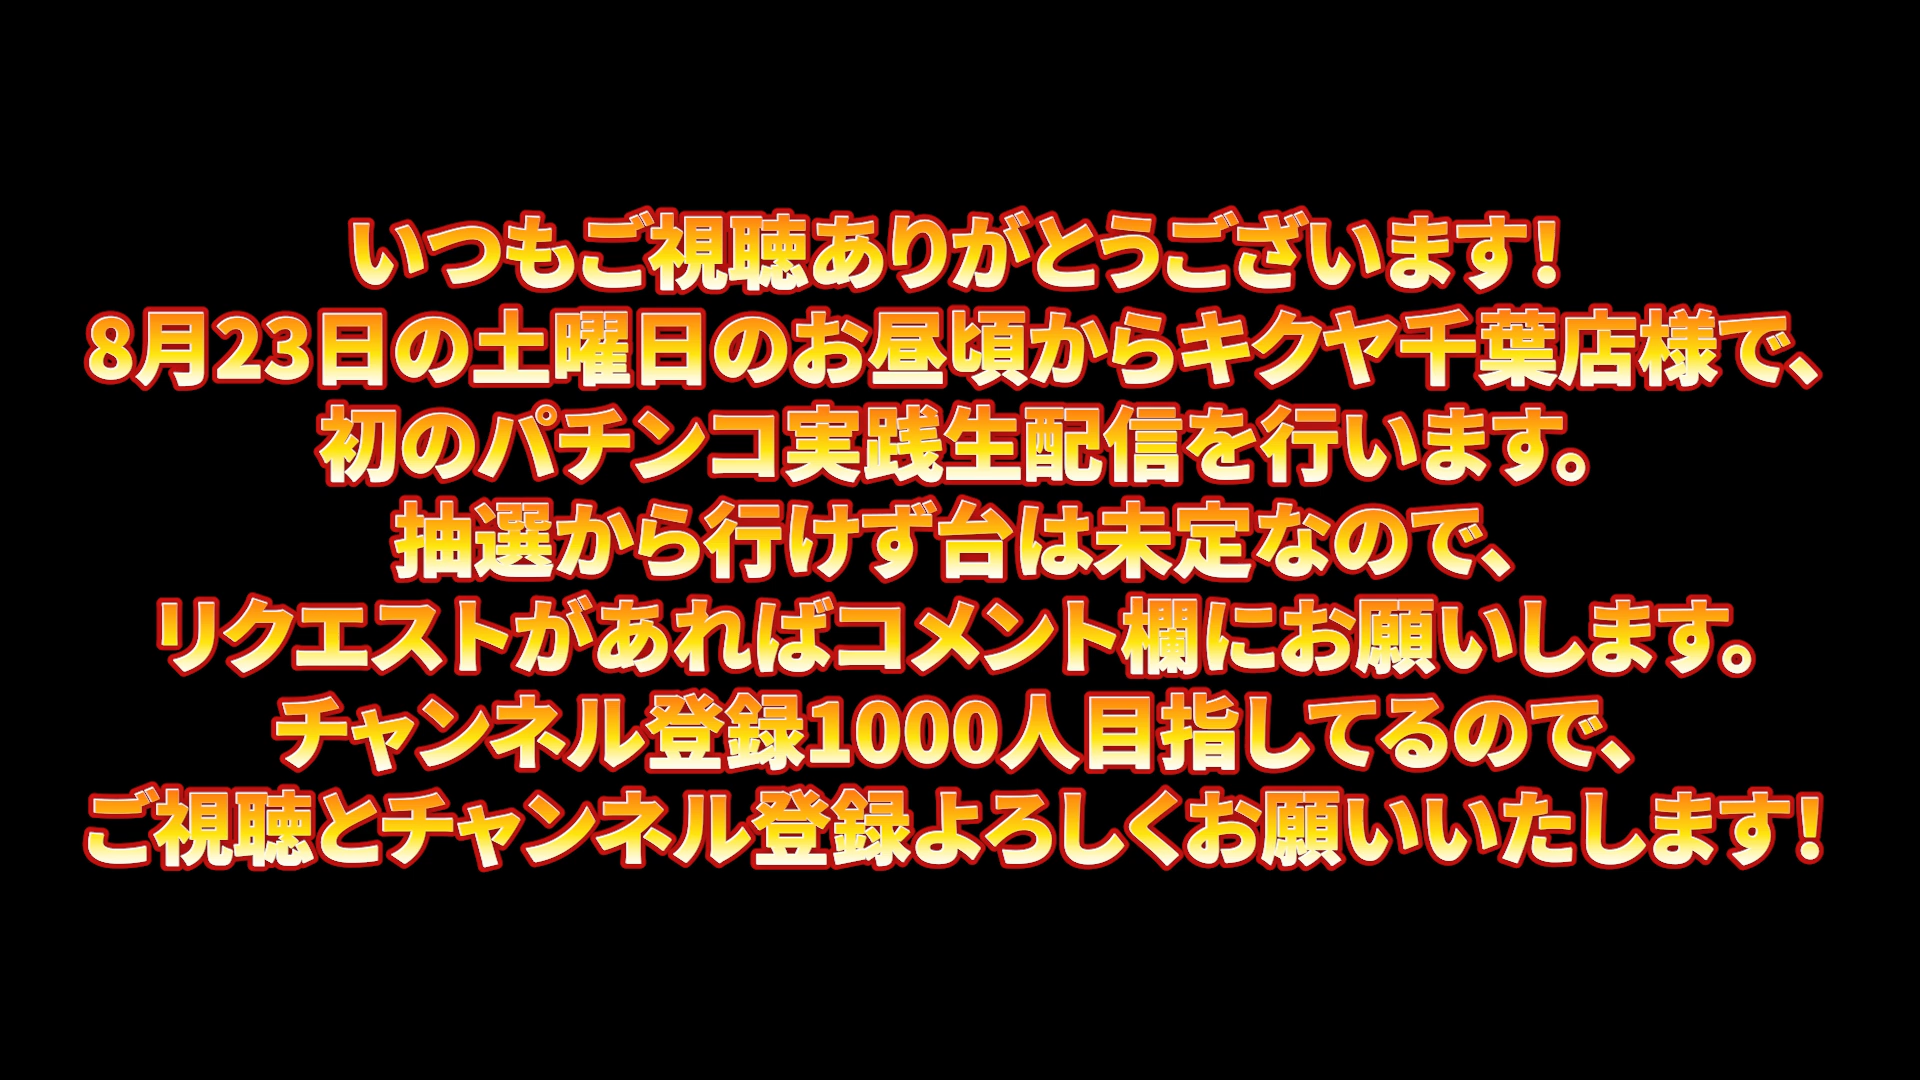 いつもご視聴ありがとうございます!
8月23日の土曜日のお昼頃からキクヤ千葉店様で、
初のパチンコ実践生配信を行います。
抽選から行けず台は未定なので、
リクエストがあればコメント欄にお願いします。
チャンネル登録1000人目指してるので、
ご視聴とチャンネル登録よろしくお願いいたします!